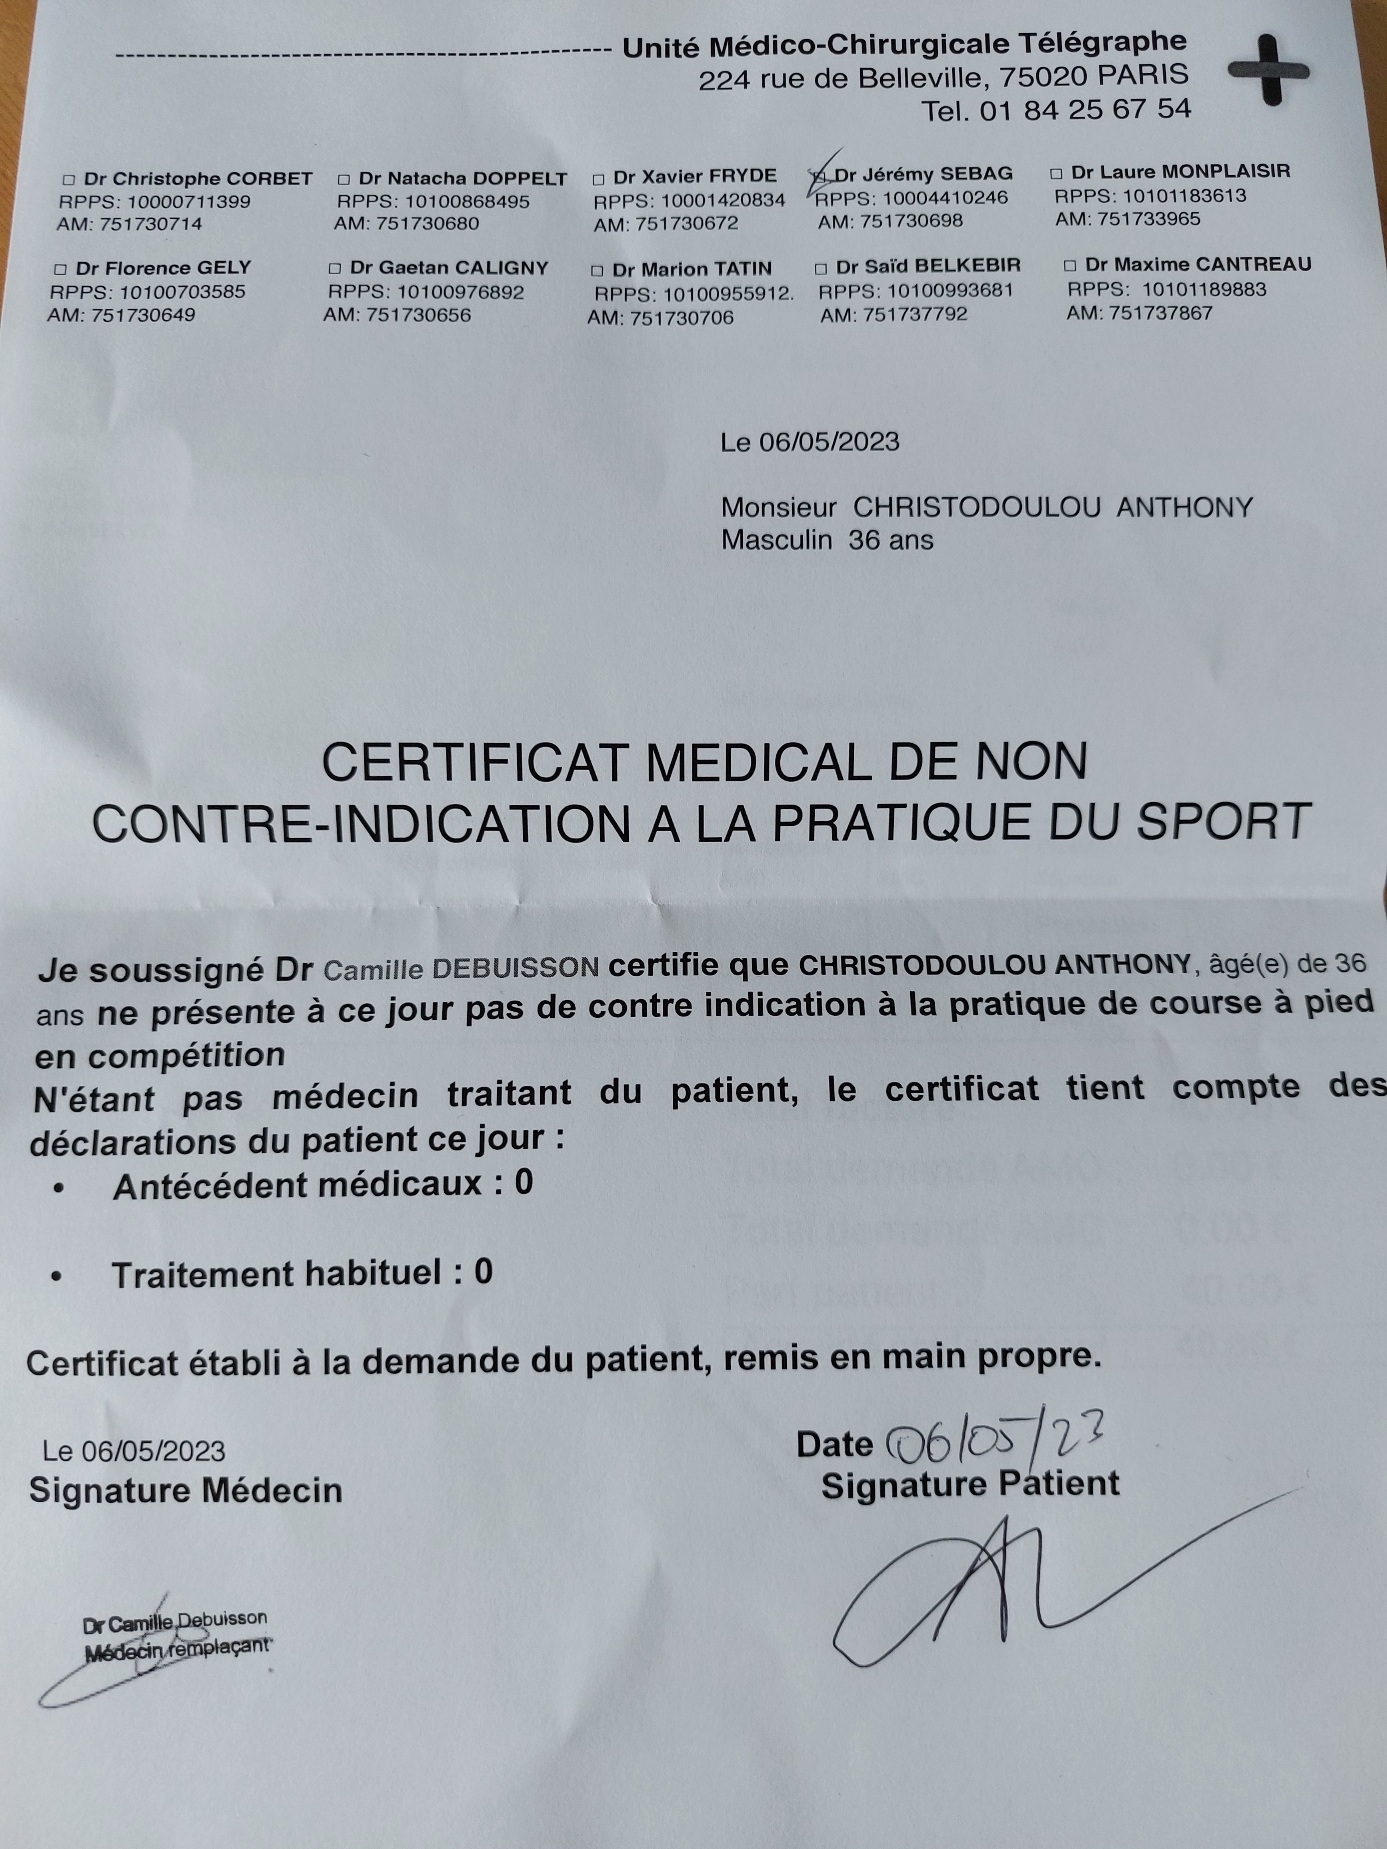 Unité Médico-Chirurgicale Télégraphe
224 rue de Belleville, 75020 PARIS
Tel. 01 84 25 67 54
Dr Christophe CORBET
RPPS: 10000711399
AM: 751730714
Dr Natacha DOPPELT
RPPS: 10100868495
AM: 751730680
Dr Xavier FRYDE
RPPS: 10001420834
AM: 751730672
Dr Jérémy SEBAG
RPPS: 10004410246
AM: 751730698
Dr Laure MONPLAISIR
RPPS: 10101183613
AM: 751733965
Dr Florence GELY
RPPS: 10100703585
AM: 751730649
Dr Gaetan CALIGNY
RPPS: 10100976892
AM: 751730656
Dr Marion TATIN
RPPS: 10100955912.
AM: 751730706
Dr Saïd BELKEBIR
RPPS: 10100993681
AM: 751737792
Dr Maxime CANTREAU
RPPS: 10101189883
AM: 751737867
Le 06/05/2023
Monsieur CHRISTODOULOU ANTHONY
Masculin 36 ans
CERTIFICAT MEDICAL DE NON
CONTRE-INDICATION A LA PRATIQUE DU SPORT
Je soussigné Dr Camille DEBUISSON certifie que CHRISTODOULOU ANTHONY, âgé(e) de 36
ans ne présente à ce jour pas de contre indication à la pratique de course à pied
en compétition
N'étant pas médecin traitant du patient, le certificat tient compte des
déclarations du patient ce jour :
• Antécédent médicaux : 0
• Traitement habituel : 0
Certificat établi à la demande du patient, remis en main propre.
Le 06/05/2023
Signature Médecin
Date 06/05/23
Signature Patient
Dr Camille Debuisson
Médecin remplaçant